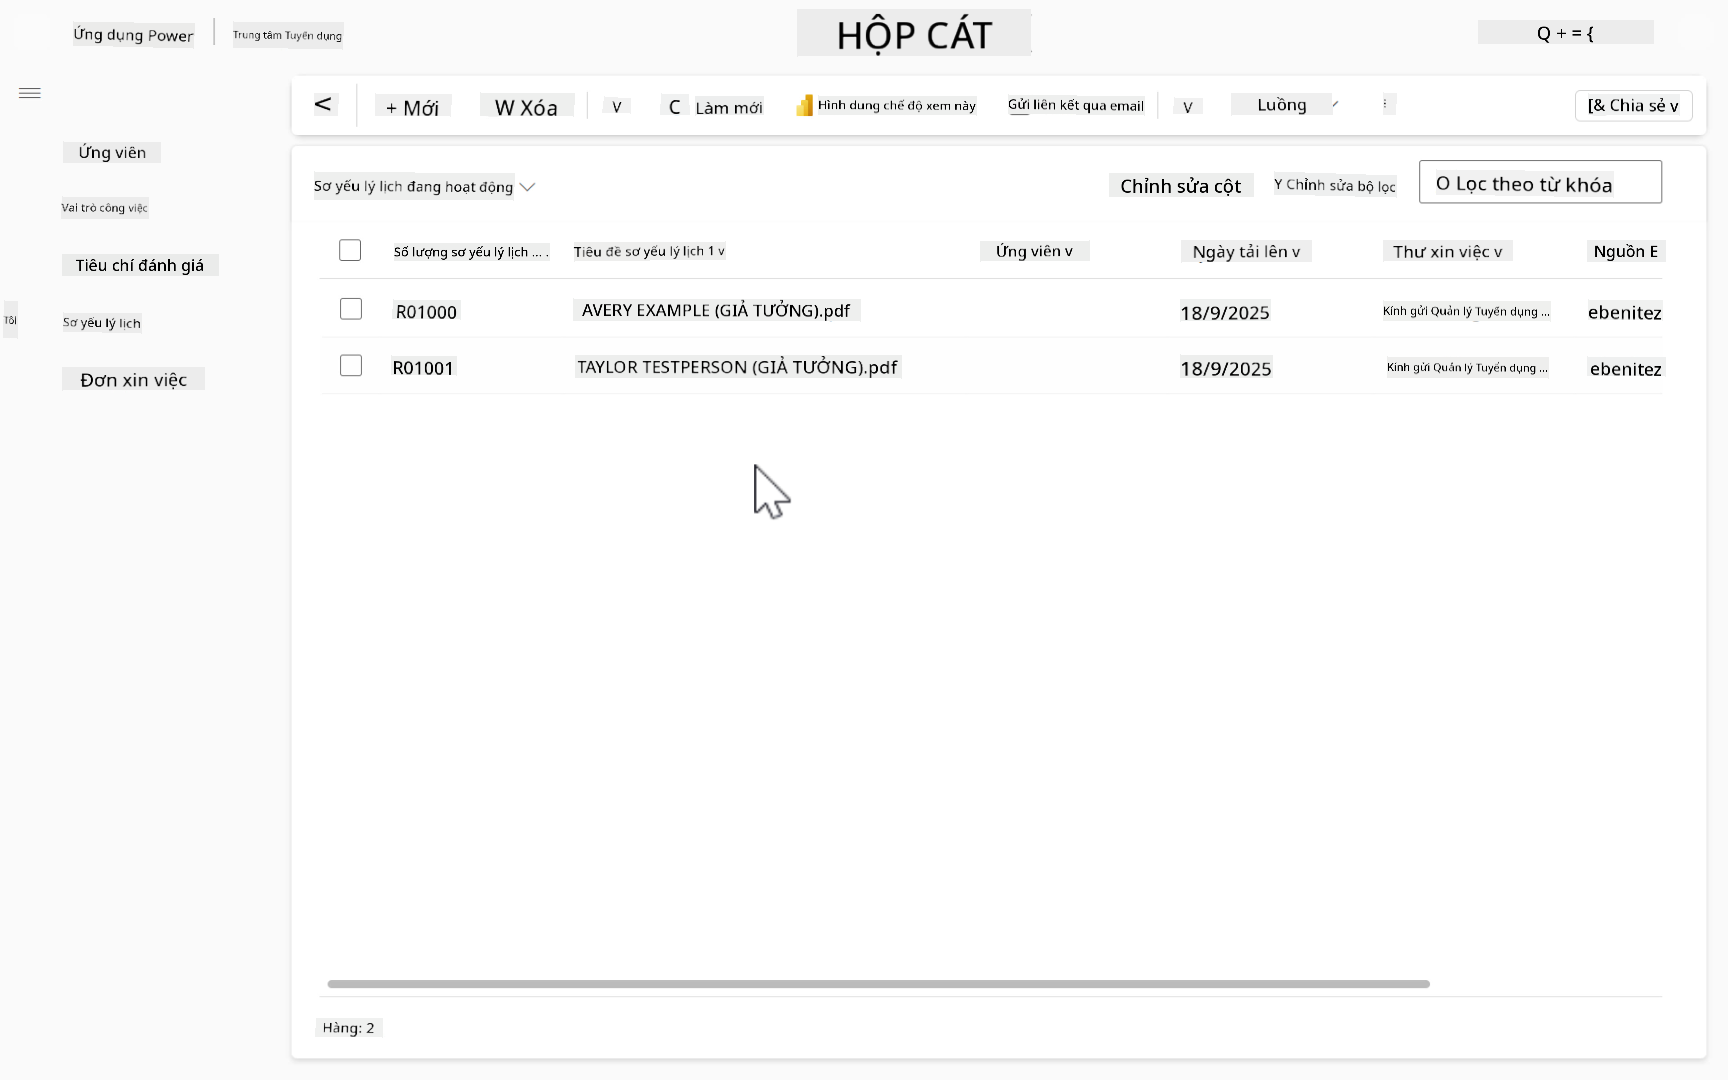 Ứng dụng Power
Trung tâm Tuyển dụng
HỘP CÁT
Q + = {
<
+ Mới
W Xóa
V
C Làm mới
Hình dung chế độ xem này
Gửi liên kết qua email
V
Luồng
[& Chia sẻ v
Ứng viên
Vai trò công việc
Tiêu chí đánh giá
Tôi
Sơ yếu lý lịch
Đơn xin việc
Sơ yếu lý lịch đang hoạt động
Chỉnh sửa cột
Y Chỉnh sửa bộ lọc
O Lọc theo từ khóa
Số lượng sơ yếu lý lịch ... .
Tiêu đề sơ yếu lý lịch 1 v
Ứng viên v
Ngày tải lên v
Thư xin việc v
Nguồn E
R01000
AVERY EXAMPLE (GIẢ TƯỞNG).pdf
18/9/2025
Kính gửi Quản lý Tuyển dụng ...
ebenitez
R01001
TAYLOR TESTPERSON (GIẢ TƯỞNG).pdf
18/9/2025
Kính gửi Quản lý Tuyển dụng ...
ebenitez
Hàng: 2